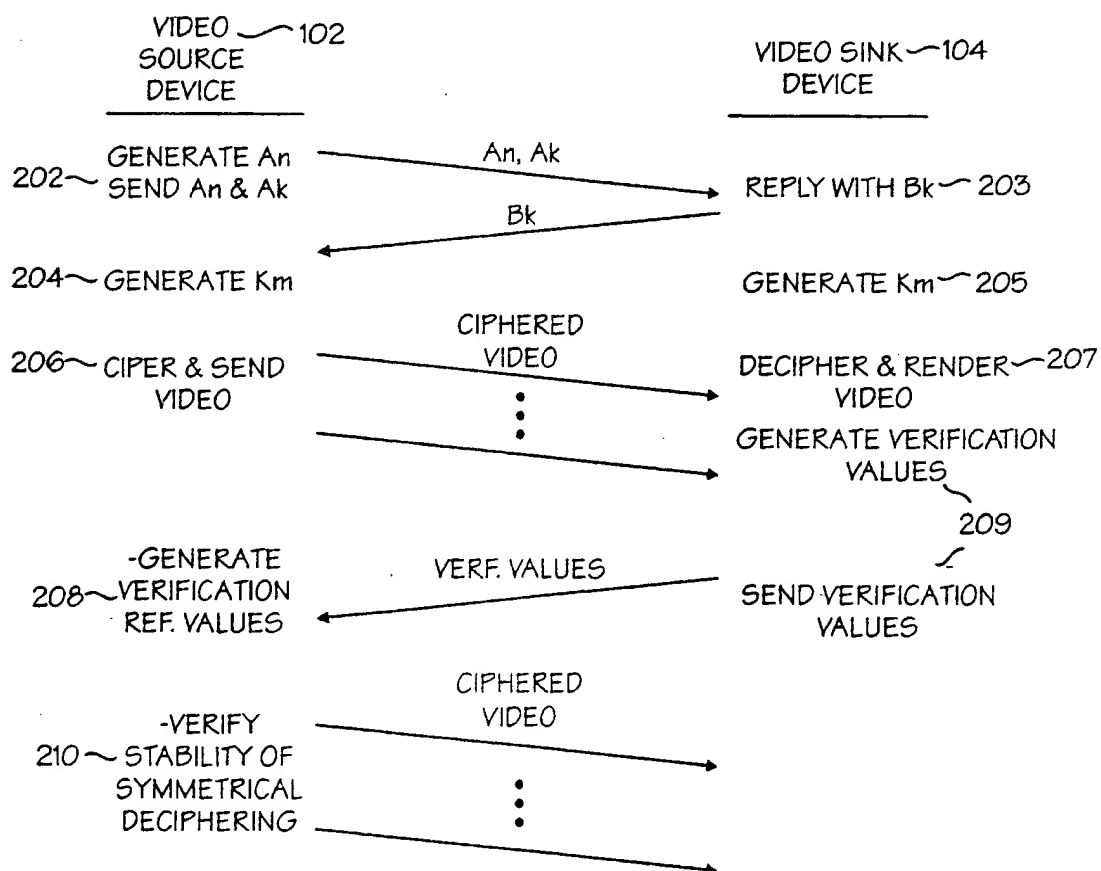 VIDEO 102
SOURCE
DEVICE
VIDEO SINK 104
DEVICE
GENERATE An
202 SEND An & Ak
An, Ak
REPLY WITH Bk 203
Bk
204 GENERATE Km
GENERATE Km 205
CIPHERED
VIDEO
206 CIPER & SEND
VIDEO
DECIPHER & RENDER 207
VIDEO
GENERATE VERIFICATION
VALUES
209
-GENERATE
208 VERIFICATION
REF. VALUES
VERF. VALUES
SEND VERIFICATION
VALUES
CIPHERED
VIDEO
-VERIFY
210 STABILITY OF
SYMMETRICAL
DECIPHERING